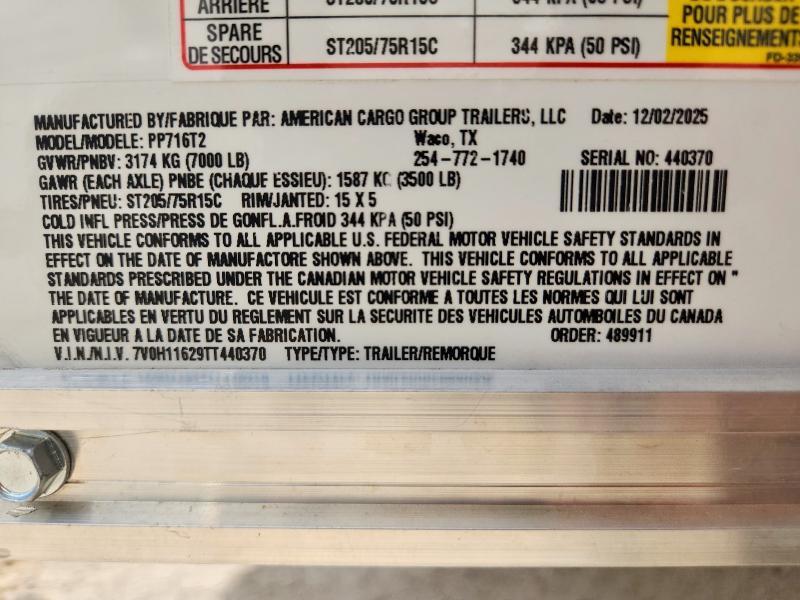 ARRIÈRE
SPARE DE SECOURS ST205/75R15C 344 KPA (50 PSI)
POUR PLUS DE
RENSEIGNEMENTS
MANUFACTURED BY/FABRIQUE PAR: AMERICAN CARGO GROUP TRAILERS, LLC Date: 12/02/2025
MODEL/MODELE: PP716T2 Waco, TX
GVWR/PNBV: 3174 KG (7000 LB) 254-772-1740 SERIAL NO: 440370
GAWR (EACH AXLE) PNBE (CHAQUE ESSIEU): 1587 KG (3500 LB)
TIRES/PNEU: ST205/75R15C RIM/JANTED: 15 X 5
COLD INFL PRESS/PRESS DE GONFL.A.FROID 344 KPA (50 PSI)
THIS VEHICLE CONFORMS TO ALL APPLICABLE U.S. FEDERAL MOTOR VEHICLE SAFETY STANDARDS IN
EFFECT ON THE DATE OF MANUFACTORE SHOWN ABOVE. THIS VEHICLE CONFORMS TO ALL APPLICABLE
STANDARDS PRESCRIBED UNDER THE CANADIAN MOTOR VEHICLE SAFETY REGULATIONS IN EFFECT ON "
THE DATE OF MANUFACTURE. CE VEHICULE EST CONFORME A TOUTES LES NORMES QUI LUI SONT
APPLICABLES EN VERTU DU REGLEMENT SUR LA SECURITE DES VEHICULES AUTOMBOILES DU CANADA
EN VIGUEUR A LA DATE DE SA FABRICATION. ORDER: 489911
V.I.N./N.I.V. 7V0H11629TT440370 TYPE/TYPE: TRAILER/REMORQUE